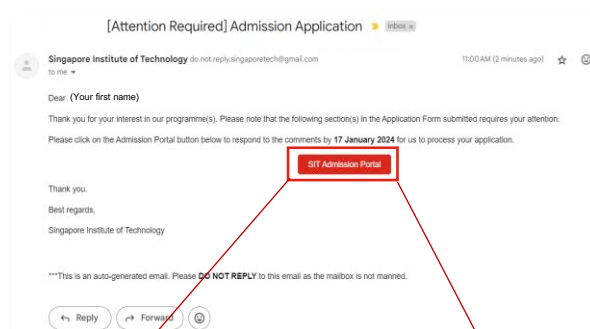 [Attention Required] Admission Application Inbox x
Singapore Institute of Technology do.not.reply.singaporetech@gmail.com 11:00 AM (2 minutes ago)
to me
Dear (Your first name)
Thank you for your interest in our programme(s). Please note that the following section(s) in the Application Form submitted requires your attention:
Please click on the Admission Portal button below to respond to the comments by 17 January 2024 for us to process your application.
SIT Admission Portal
Thank you.
Best regards,
Singapore Institute of Technology
***This is an auto-generated email. Please DO NOT REPLY to this email as the mailbox is not manned.
Reply Forward